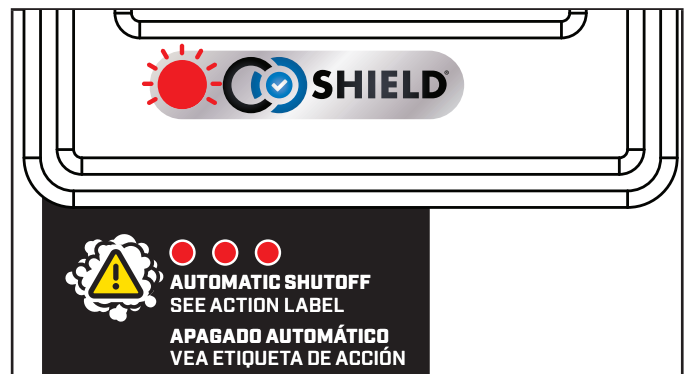 CO SHIELD®
AUTOMATIC SHUTOFF
SEE ACTION LABEL
APAGADO AUTOMÁTICO
VEA ETIQUETA DE ACCIÓN